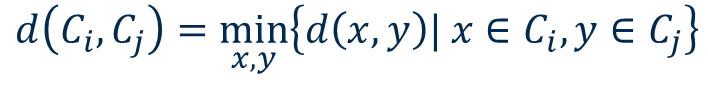 d(C_i, C_j) = min_{x,y}{d(x, y)| x ∈ C_i, y ∈ C_j}